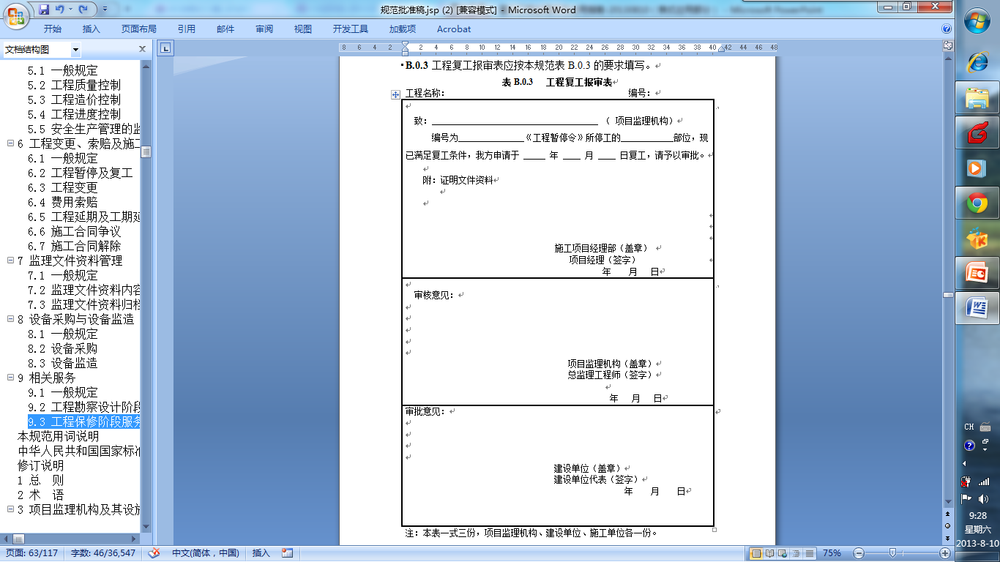 规范批准稿.jsp (2) [兼容模式] - Microsoft Word
开始 插入 页面布局 引用 邮件 审阅 视图 开发工具 加载项 Acrobat
文档结构图
5.1 一般规定
5.2 工程质量控制
5.3 工程造价控制
5.4 工程进度控制
5.5 安全生产管理的监
6 工程变更、索赔及施工
6.1 一般规定
6.2 工程暂停及复工
6.3 工程变更
6.4 费用索赔
6.5 工程延期及工期延
6.6 施工合同争议
6.7 施工合同解除
7 监理文件资料管理
7.1 一般规定
7.2 监理文件资料内容
7.3 监理文件资料归档
8 设备采购与设备监造
8.1 一般规定
8.2 设备采购
8.3 设备监造
9 相关服务
9.1 一般规定
9.2 工程勘察设计阶段
9.3 工程保修阶段服务
本规范用词说明
中华人民共和国国家标准
修订说明
1 总 则
2 术 语
3 项目监理机构及其设施
8 6 4 2 2 4 6 8 10 12 14 16 18 20 22 24 26 28 30 32 34 36 38 40 42 44 46 48
B.0.3 工程复工报审表应按本规范表 B.0.3 的要求填写。
表 B.0.3 工程复工报审表
工程名称: 编号:
致:______ ( 项目监理机构)
编号为______《工程暂停令》所停工的______部位,现
已满足复工条件,我方申请于 ____ 年 ____ 月 ____ 日复工,请予以审批。
附:证明文件资料
施工项目经理部(盖章)
项目经理(签字)
年 月 日
审核意见:
项目监理机构(盖章)
总监理工程师(签字)
年 月 日
审批意见:
建设单位(盖章)
建设单位代表(签字)
年 月 日
注:本表一式三份,项目监理机构、建设单位、施工单位各一份。
页面: 63/117 字数: 46/36,547 中文(简体,中国) 插入 75%
CH
9:28
星期六
2013-8-10